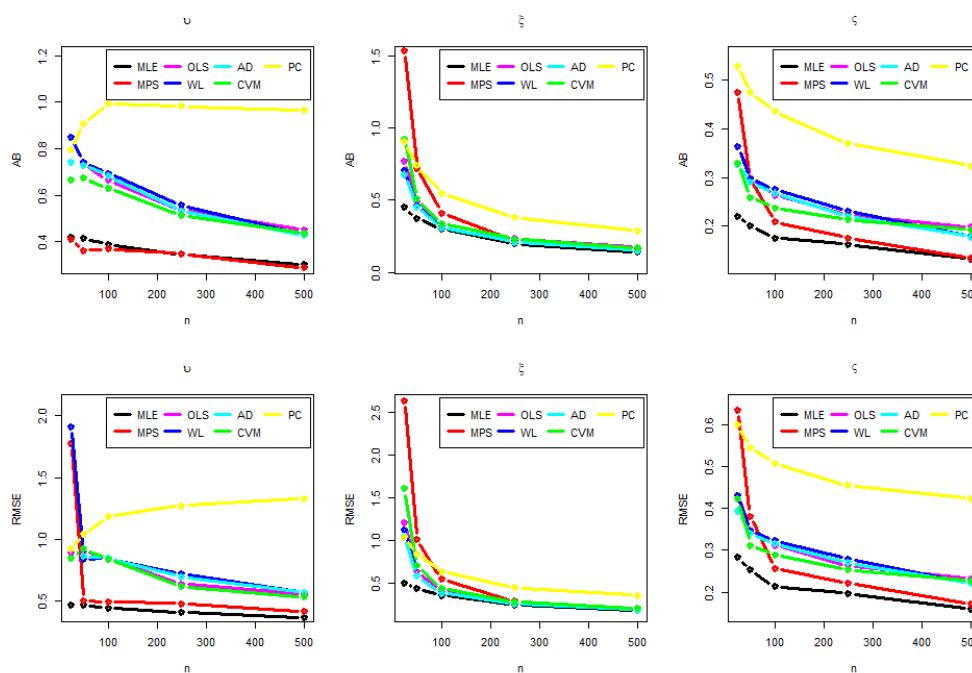 υ
ξ
ς
AB
0.4 0.6 0.8 1.0 1.2
MLE OLS AD PC
MPS WL CVM
100 200 300 400 500
n
AB
0.0 0.5 1.0 1.5
MLE OLS AD PC
MPS WL CVM
100 200 300 400 500
n
AB
0.2 0.3 0.4 0.5
MLE OLS AD PC
MPS WL CVM
100 200 300 400 500
n
υ
ξ
ς
RMSE
0.5 1.0 1.5 2.0
MLE OLS AD PC
MPS WL CVM
100 200 300 400 500
n
RMSE
0.5 1.0 1.5 2.0 2.5
MLE OLS AD PC
MPS WL CVM
100 200 300 400 500
n
RMSE
0.2 0.3 0.4 0.5 0.6
MLE OLS AD PC
MPS WL CVM
100 200 300 400 500
n